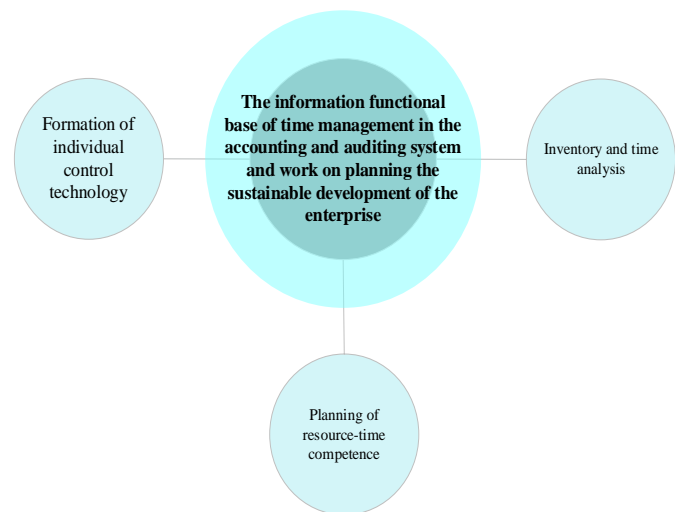 The information functional
base of time management in the
accounting and auditing system
and work on planning the
sustainable development of the
enterprise
Formation of
individual
control
technology
Inventory and time
analysis
Planning of
resource-time
competence